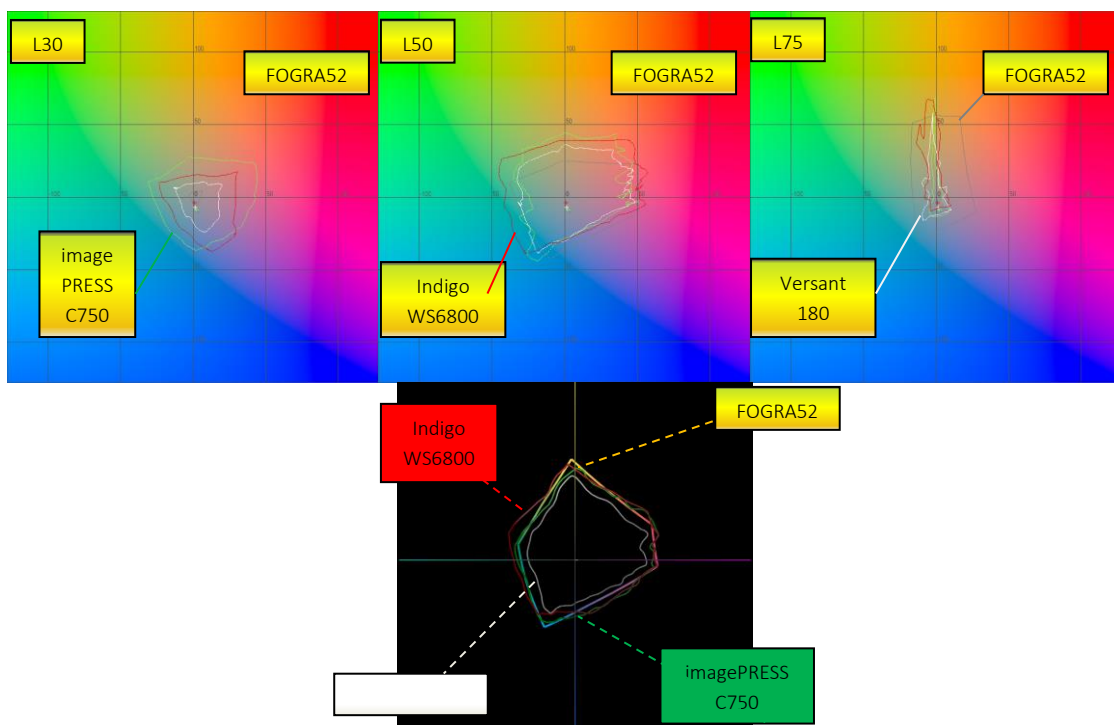 L30
FOGRA52
image
PRESS
C750
L50
FOGRA52
Indigo
WS6800
L75
FOGRA52
Versant
180
Indigo
WS6800
FOGRA52
imagePRESS
C750